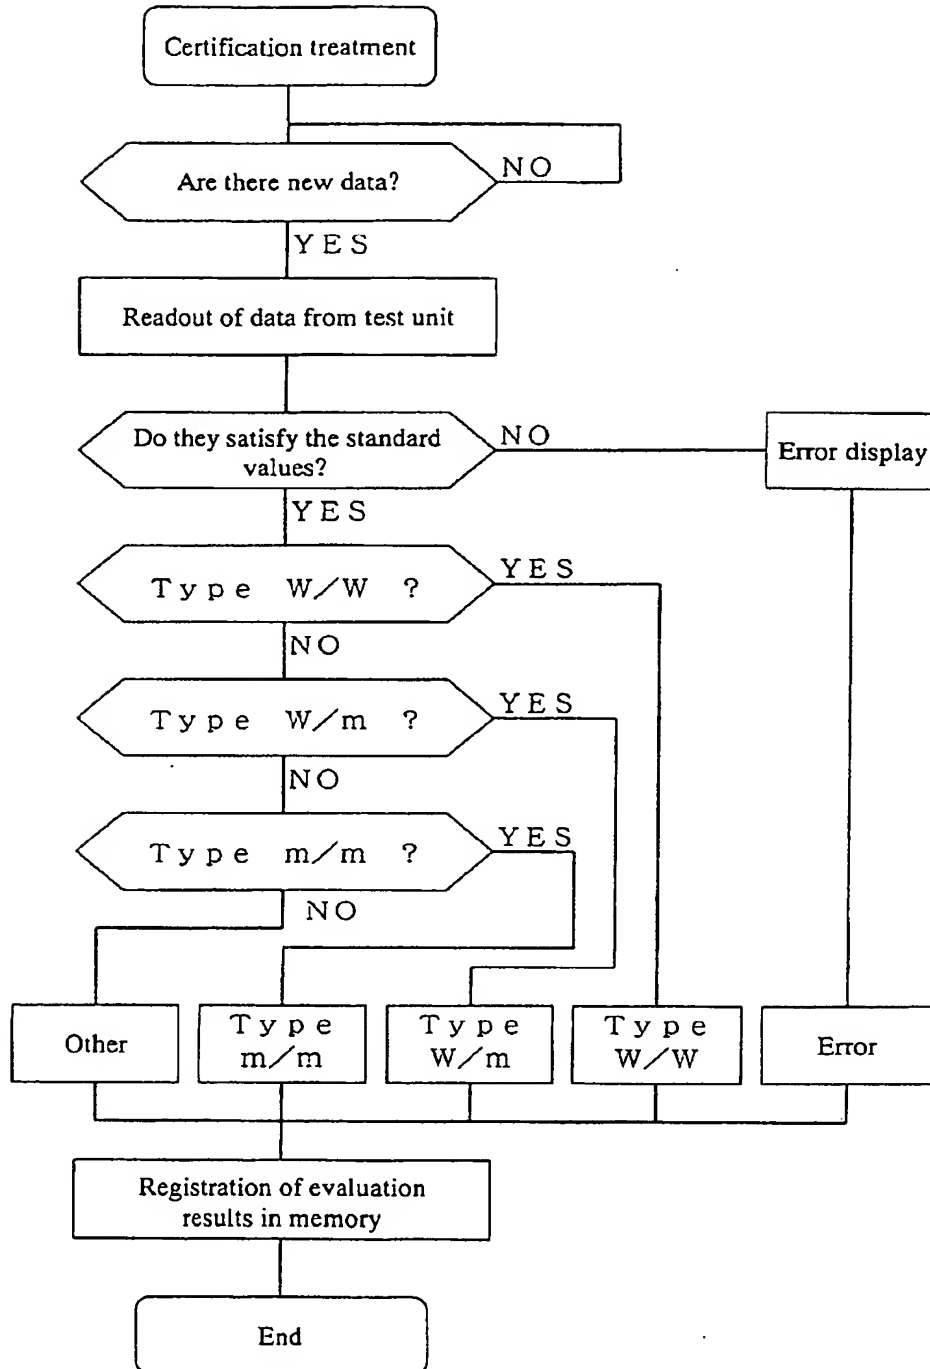 Certification treatment
Are there new data?
NO
YES
Readout of data from test unit
Do they satisfy the standard
values?
NO
Error display
YES
Type W/W ?
YES
NO
Type W/m ?
YES
NO
Type m/m ?
YES
NO
Other
Type
m/m
Type
W/m
Type
W/W
Error
Registration of evaluation
results in memory
End